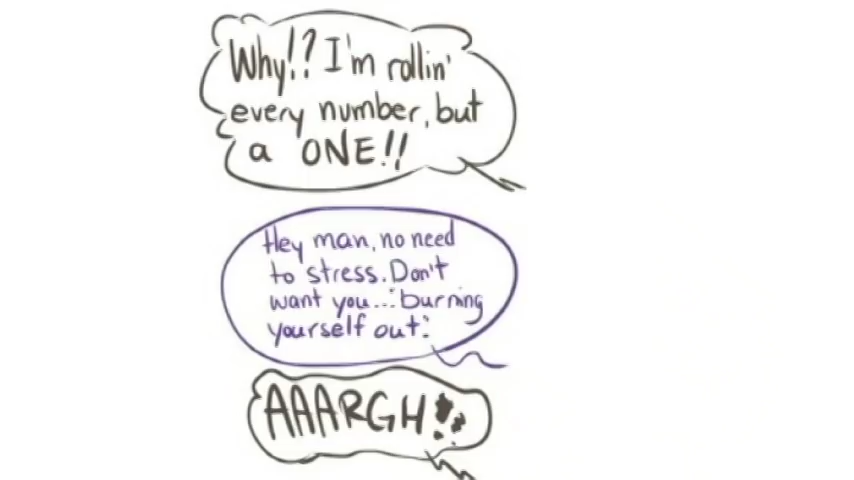 Why!? I'm rollin'
every number, but
a ONE!!
Hey man, no need
to stress. Don't
want you... "burning
yourself out."
AAARGH!!